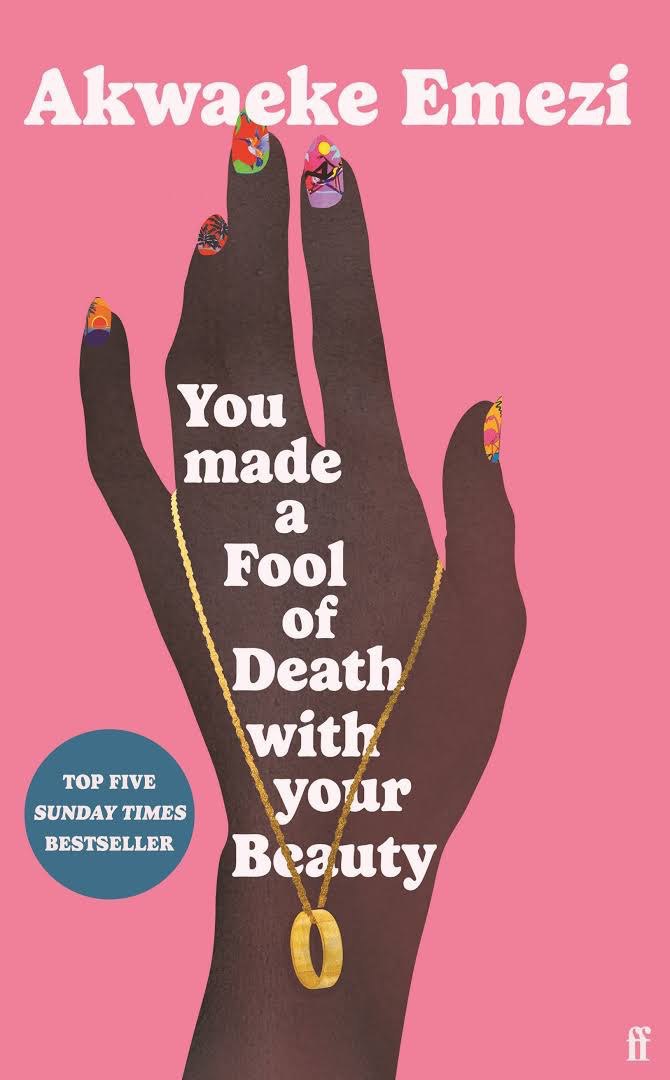 Akwaeke Emezi
You
made
a
Fool
of
Death
with
your
Beauty
TOP FIVE
SUNDAY TIMES
BESTSELLER
ff